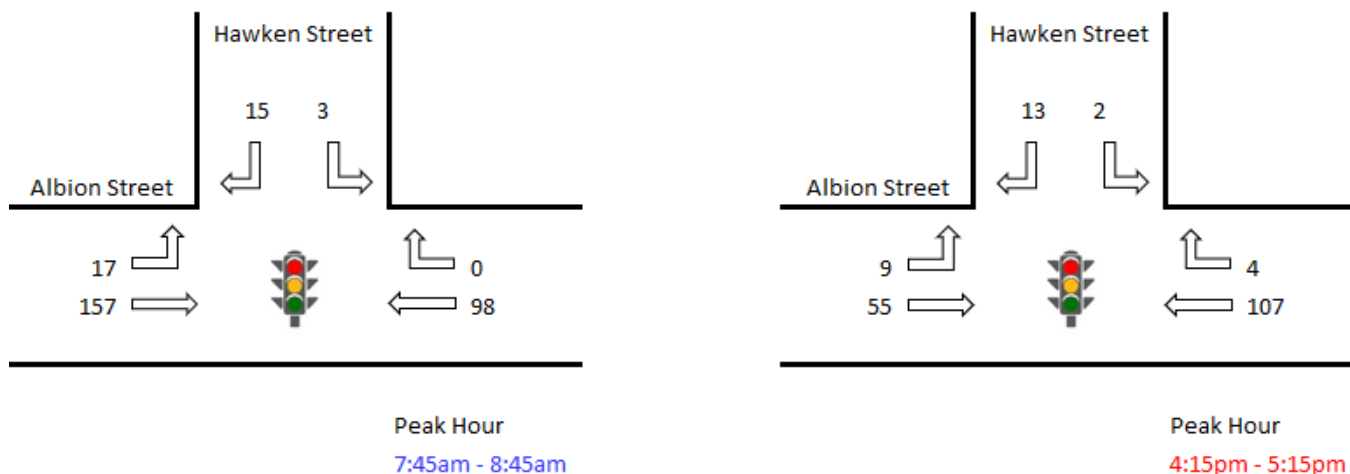 Hawken Street
15 3
Albion Street
17
0
157
98
Peak Hour
7:45am - 8:45am
Hawken Street
13 2
Albion Street
9
4
55
107
Peak Hour
4:15pm - 5:15pm